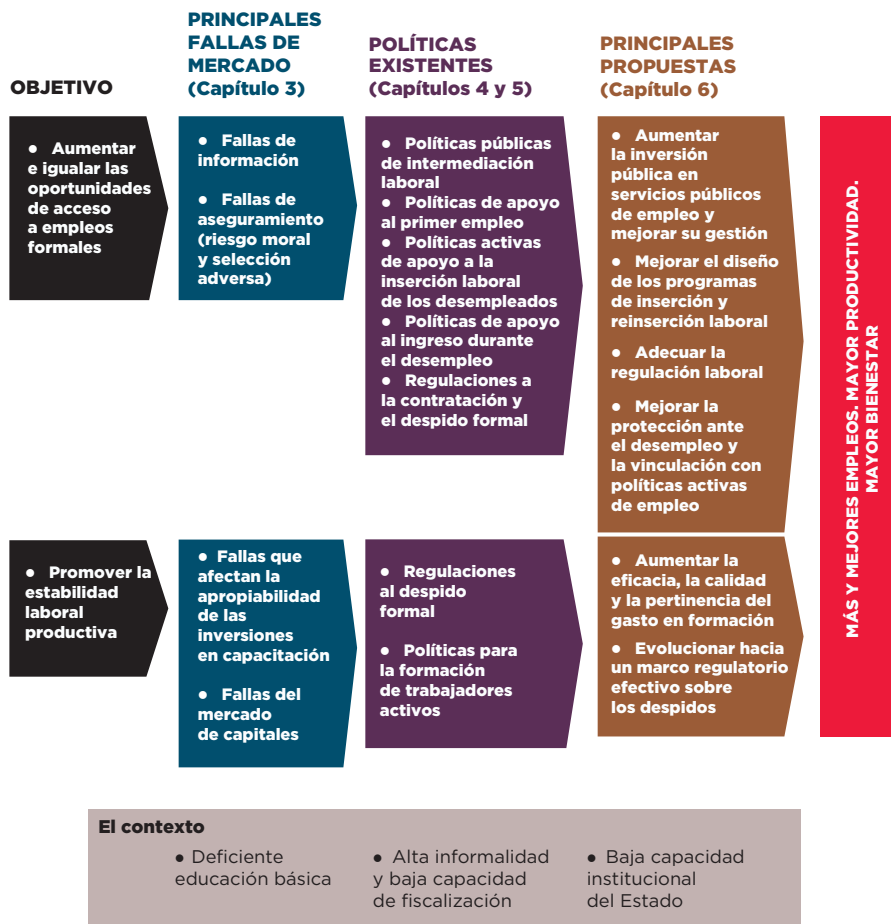 OBJETIVO
PRINCIPALES
FALLAS DE
MERCADO
(Capítulo 3)
POLÍTICAS
EXISTENTES
(Capítulos 4 y 5)
PRINCIPALES
PROPUESTAS
(Capítulo 6)
● Aumentar
e igualar las
oportunidades
de acceso
a empleos
formales
● Fallas de
información
● Fallas de
aseguramiento
(riesgo moral
y selección
adversa)
● Políticas públicas
de intermediación
laboral
● Políticas de apoyo
al primer empleo
● Políticas activas
de apoyo a la
inserción laboral
de los desempleados
● Políticas de apoyo
al ingreso durante
el desempleo
● Regulaciones a
la contratación y
el despido formal
● Aumentar
la inversión
pública en
servicios públicos
de empleo y
mejorar su gestión
● Mejorar el diseño
de los programas
de inserción y
reinserción laboral
● Adecuar la
regulación laboral
● Mejorar la
protección ante
el desempleo y
la vinculación con
políticas activas
de empleo
● Promover la
estabilidad
laboral
productiva
● Fallas que
afectan la
apropiabilidad
de las
inversiones
en capacitación
● Fallas del
mercado
de capitales
● Regulaciones
al despido
formal
● Políticas para
la formación
de trabajadores
activos
● Aumentar la
eficacia, la calidad
y la pertinencia del
gasto en formación
● Evolucionar hacia
un marco regulatorio
efectivo sobre
los despidos
MÁS Y MEJORES EMPLEOS. MAYOR PRODUCTIVIDAD.
MAYOR BIENESTAR
El contexto
● Deficiente
educación básica
● Alta informalidad
y baja capacidad
de fiscalización
● Baja capacidad
institucional
del Estado